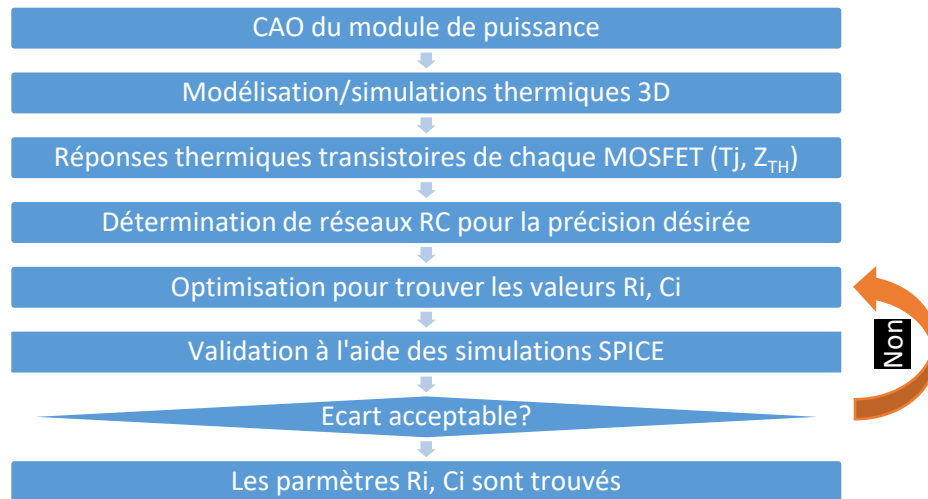 CAO du module de puissance
Modélisation/simulations thermiques 3D
Réponses thermiques transistoires de chaque MOSFET (Tj, Z_TH)
Détermination de réseaux RC pour la précision désirée
Optimisation pour trouver les valeurs Ri, Ci
Validation à l'aide des simulations SPICE
Non
Ecart acceptable?
Les parmètres Ri, Ci sont trouvés